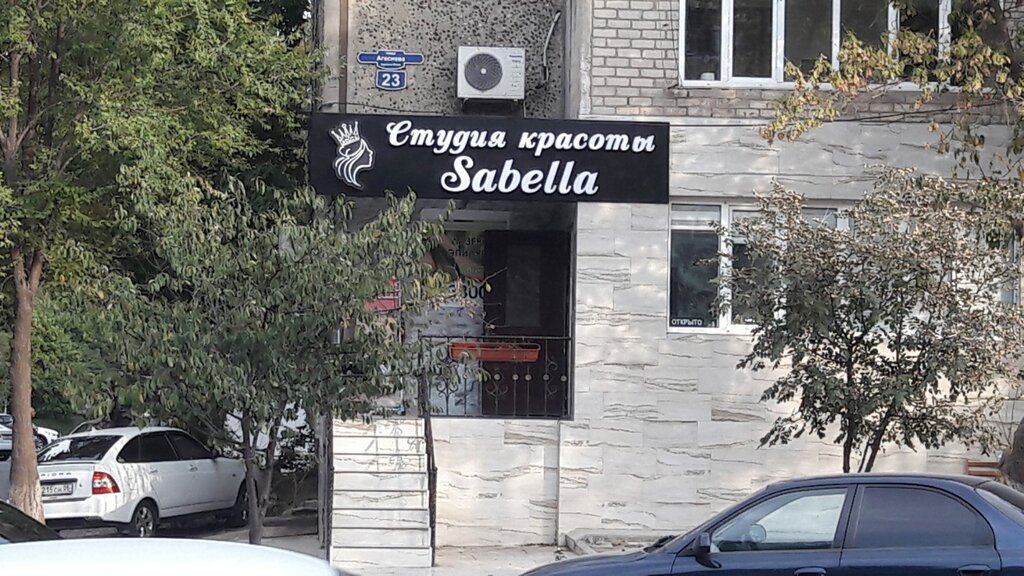 Агасиева
23
Студия красоты
Sabella
ОТКРЫТО